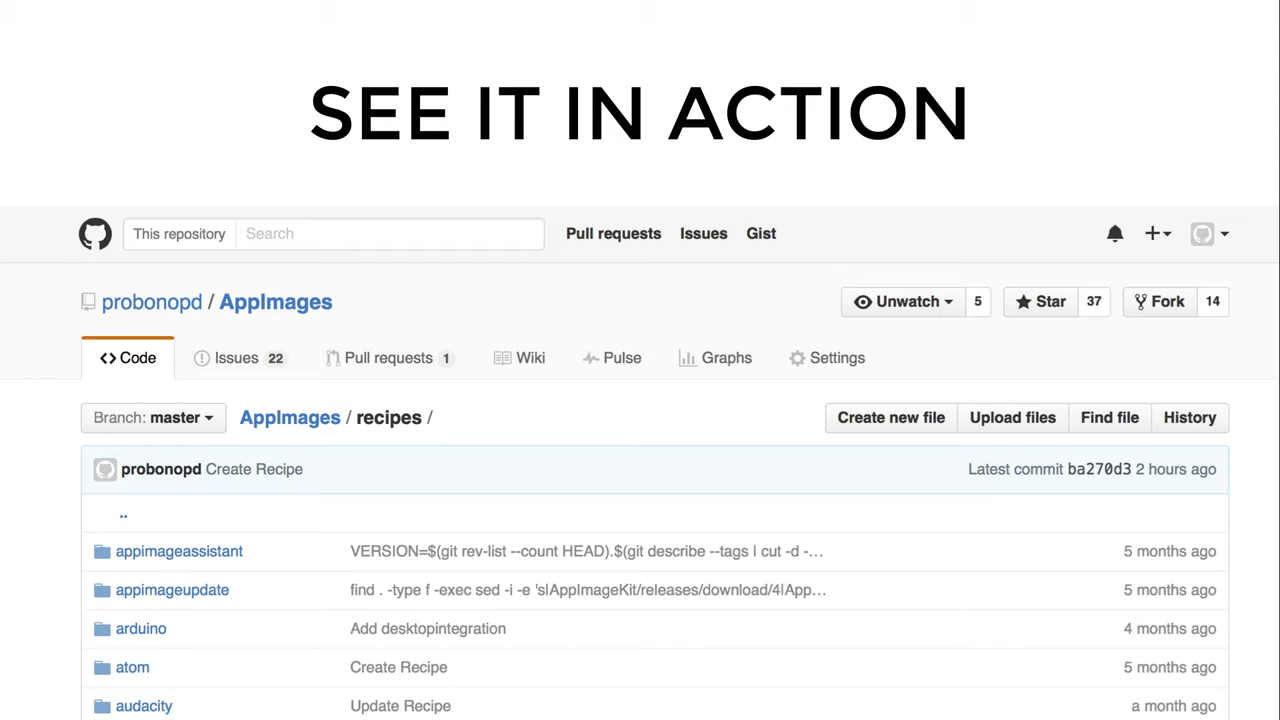 SEE IT IN ACTION
This repository Search Pull requests Issues Gist
probonopd / AppImages Unwatch 5 Star 37 Fork 14
Code Issues 22 Pull requests 1 Wiki Pulse Graphs Settings
Branch: master AppImages / recipes / Create new file Upload files Find file History
probonopd Create Recipe Latest commit ba270d3 2 hours ago
..
appimageassistant VERSION=$(git rev-list --count HEAD).$(git describe --tags | cut -d -… 5 months ago
appimageupdate find . -type f -exec sed -i -e 's|AppImageKit/releases/download/4|App… 5 months ago
arduino Add desktopintegration 4 months ago
atom Create Recipe 5 months ago
audacity Update Recipe a month ago